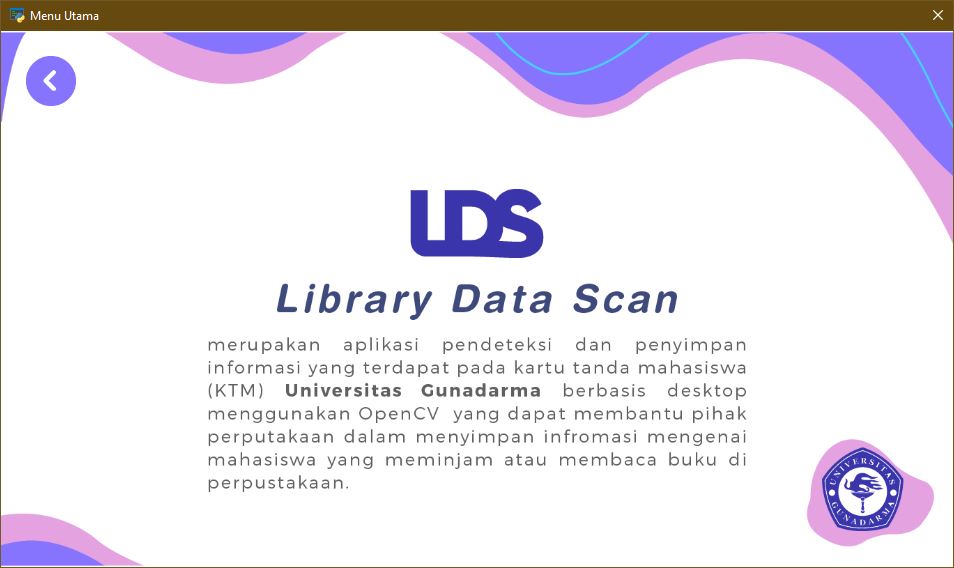 Menu Utama
LDS
Library Data Scan
merupakan aplikasi pendeteksi dan penyimpan
informasi yang terdapat pada kartu tanda mahasiswa
(KTM) Universitas Gunadarma berbasis desktop
menggunakan OpenCV yang dapat membantu pihak
perputakaan dalam menyimpan infromasi mengenai
mahasiswa yang meminjam atau membaca buku di
perpustakaan.
UNIVERSITAS
GUNADARMA